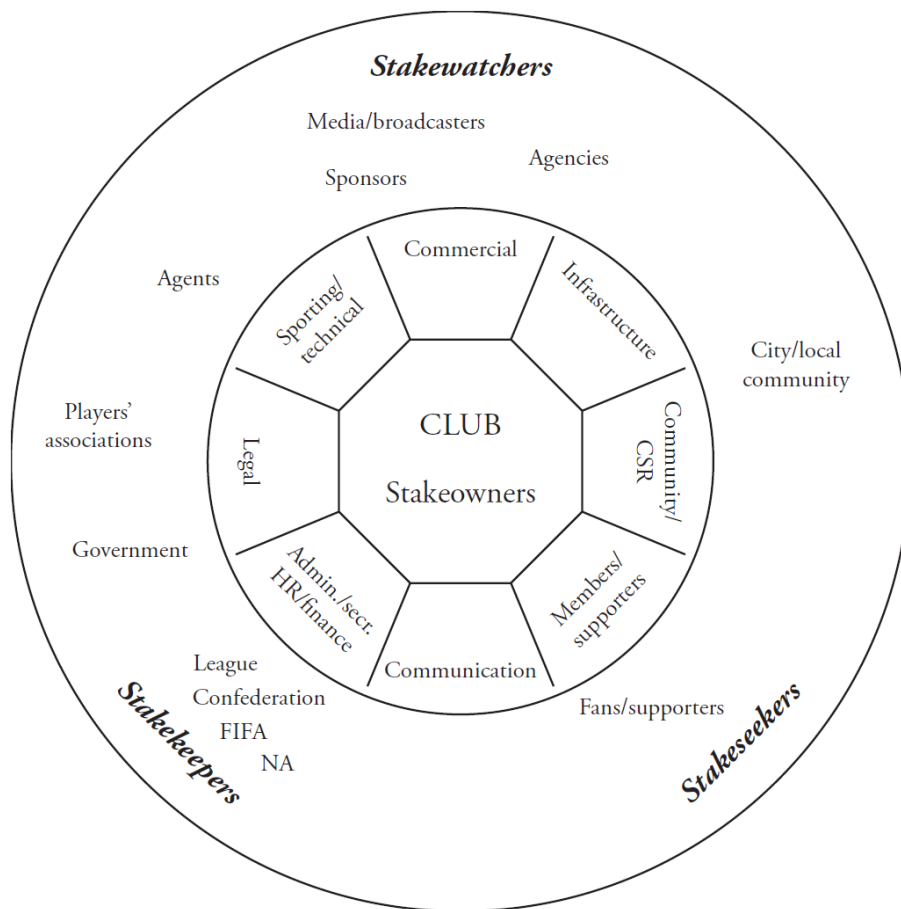 Stakewatchers
Media/broadcasters
Agencies
Sponsors
Commercial
Infrastructure
Sporting/
technical
Agents
City/local
community
Players’
associations
CLUB
Stakeowners
Legal
Community/
CSR
Government
Admin./secr.
HR/finance
Members/
supporters
Communication
League
Confederation
FIFA
NA
Fans/supporters
Stakekeepers
Stakeseekers